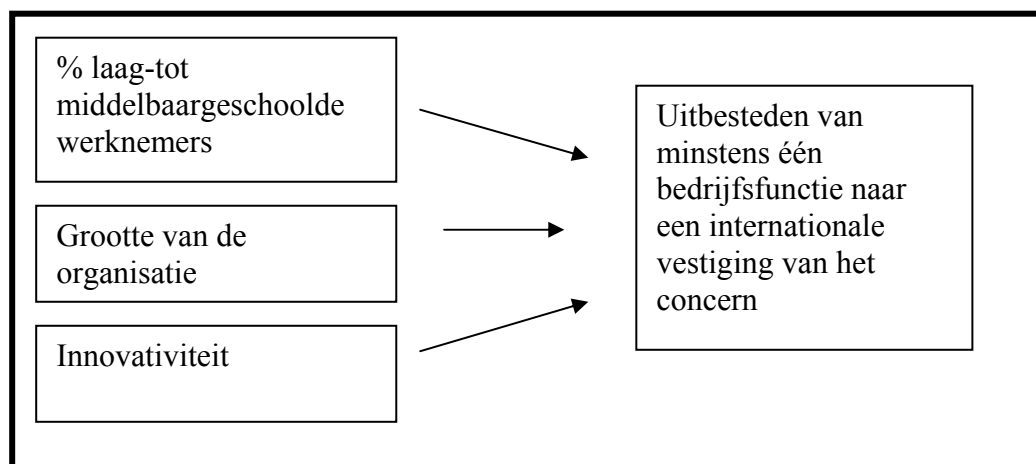 % laag-tot
middelbaargeschoolde
werknemers
Grootte van de
organisatie
Innovativiteit
Uitbesteden van
minstens één
bedrijfsfunctie naar
een internationale
vestiging van het
concern